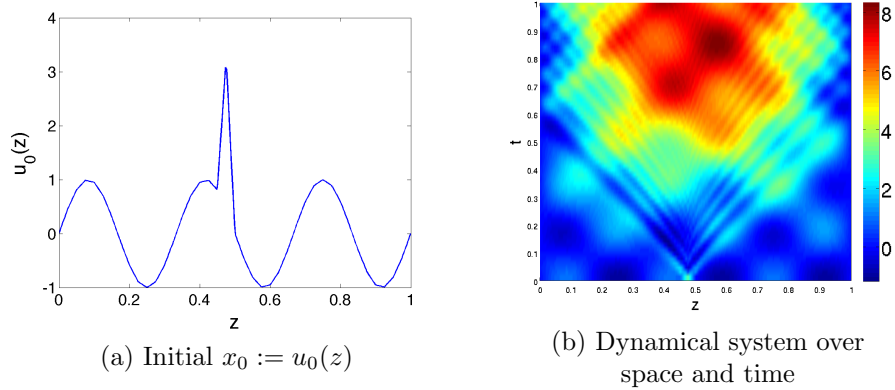 4
3
2
1
0
-1
u₀(z)
0 0.2 0.4 0.6 0.8 1
z
(a) Initial x₀ := u₀(z)
1
0.9
0.8
0.7
0.6
0.5
0.4
0.3
0.2
0.1
0
t
0 0.1 0.2 0.3 0.4 0.5 0.6 0.7 0.8 0.9 1
z
8
6
4
2
0
(b) Dynamical system over
space and time